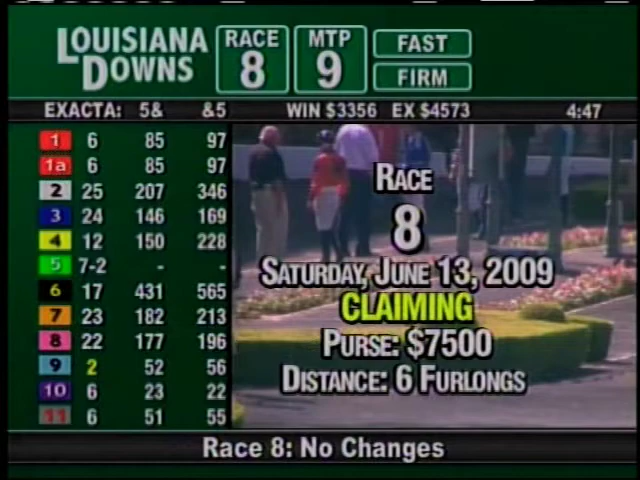 LOUISIANA DOWNS
RACE 8
MTP 9
FAST
FIRM
EXACTA: 5& &5 WIN $3356 EX $4573 4:47
1 6 85 97
1a 6 85 97
2 25 207 346
3 24 146 169
4 12 150 228
5 7-2 - -
6 17 431 565
7 23 182 213
8 22 177 196
9 2 52 56
10 6 23 22
11 6 51 55
RACE
8
SATURDAY, JUNE 13, 2009
CLAIMING
PURSE: $7500
DISTANCE: 6 FURLONGS
Race 8: No Changes